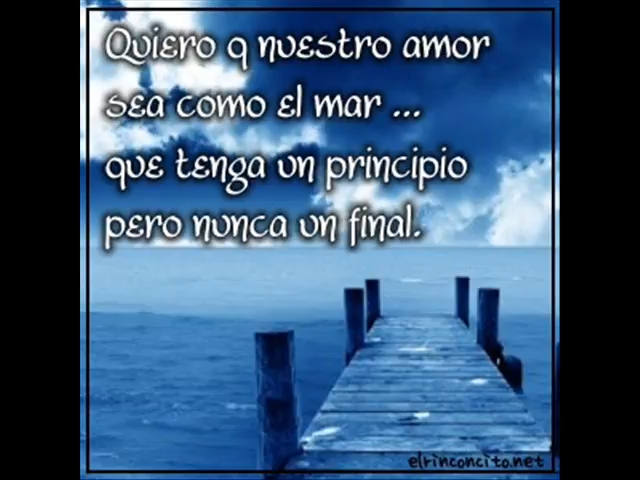 Quiero q nuestro amor
sea como el mar ...
que tenga un principio
pero nunca un final.
elrinconcito.net